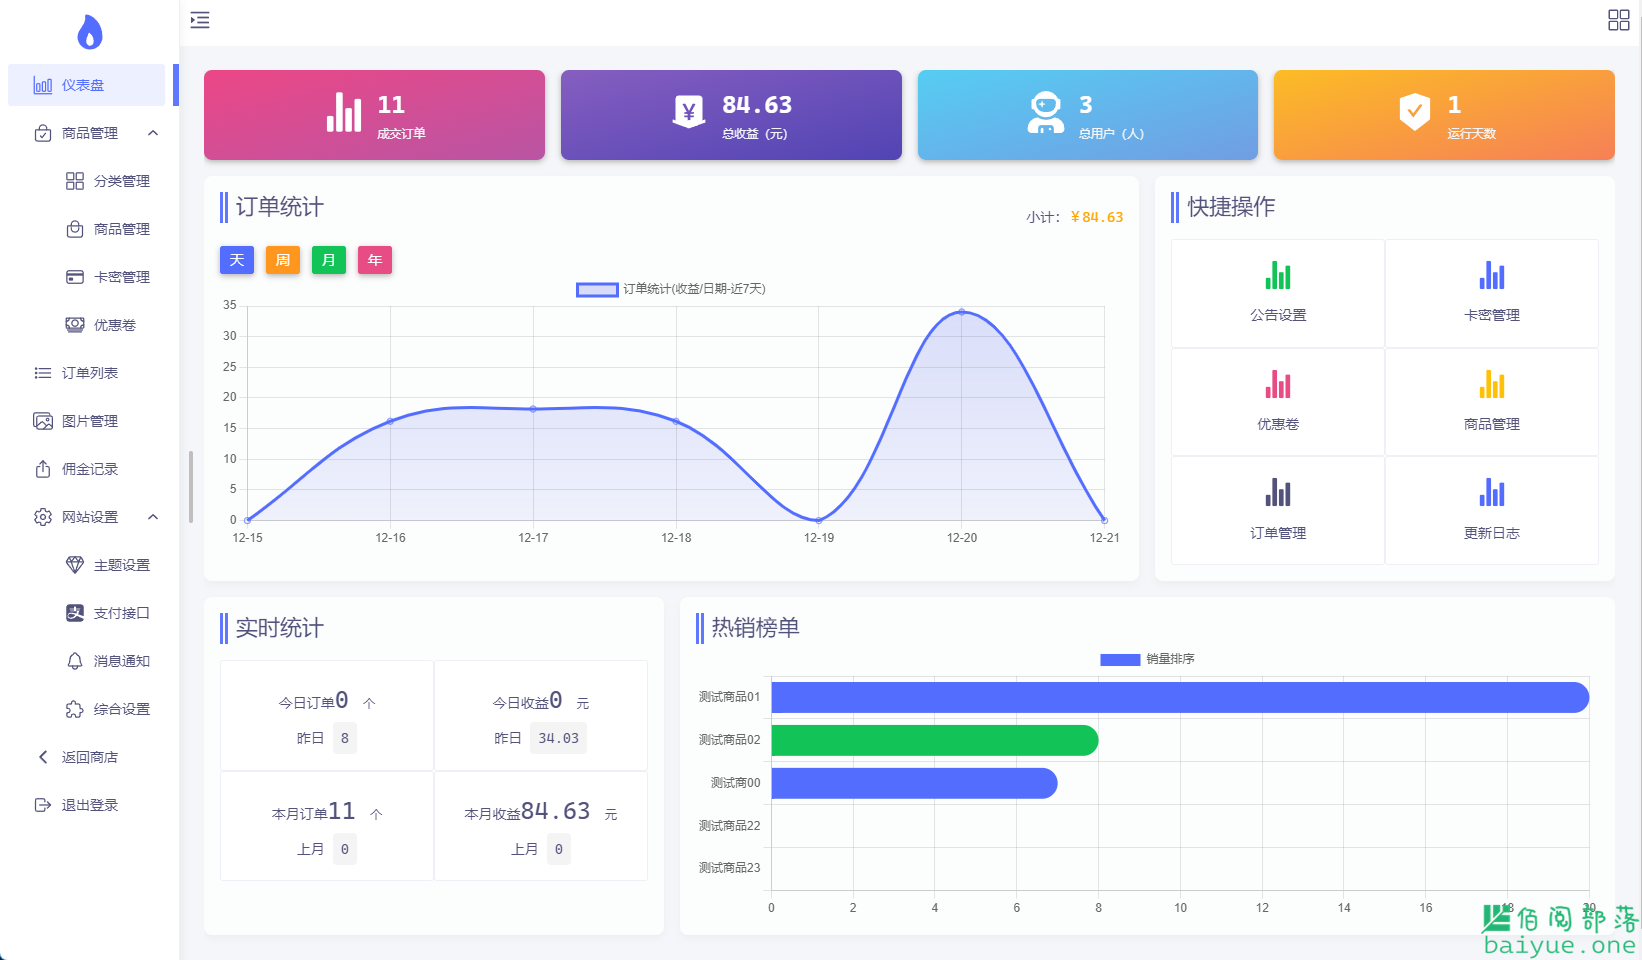 仪表盘
商品管理
分类管理
商品管理
卡密管理
优惠卷
订单列表
图片管理
佣金记录
网站设置
主题设置
支付接口
消息通知
综合设置
返回商店
退出登录
11
成交订单
84.63
总收益（元）
3
总用户（人）
1
运行天数
订单统计
小计：￥84.63
天 周 月 年
订单统计(收益/日期-近7天)
35
30
25
20
15
10
5
0
12-15 12-16 12-17 12-18 12-19 12-20 12-21
快捷操作
公告设置 卡密管理
优惠卷 商品管理
订单管理 更新日志
实时统计
今日订单0 个 今日收益0 元
昨日 8 昨日 34.03
本月订单11 个 本月收益84.63 元
上月 0 上月 0
热销榜单
销量排序
测试商品01
测试商品02
测试商00
测试商品22
测试商品23
0 2 4 6 8 10 12 14 16 18 20
佰阅部落
baiyue.one